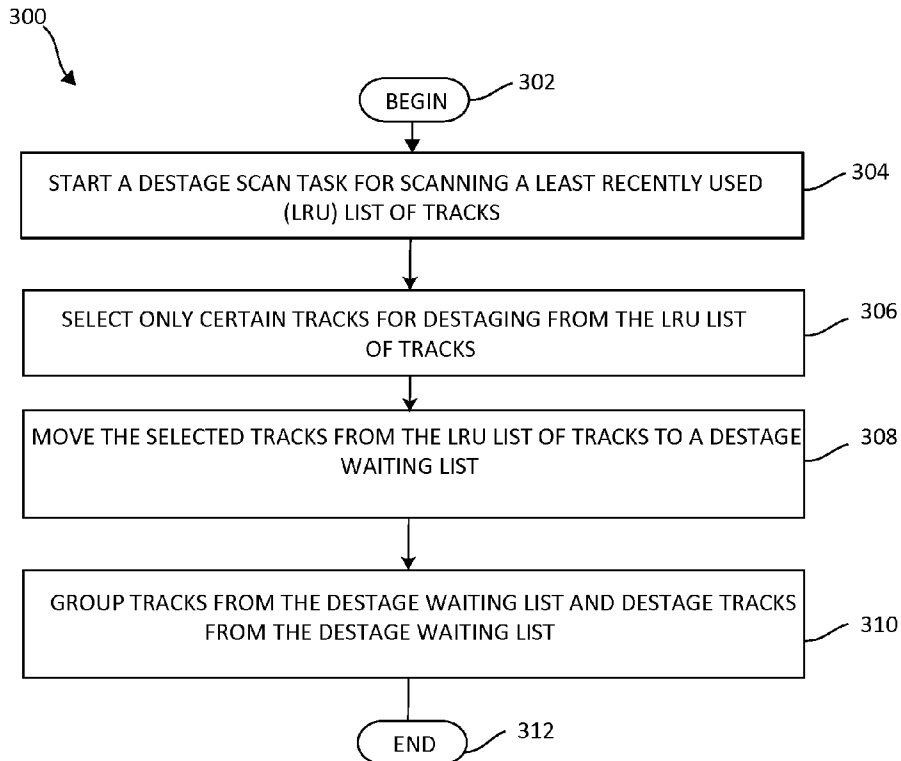 300
BEGIN
302
START A DESTAGE SCAN TASK FOR SCANNING A LEAST RECENTLY USED
(LRU) LIST OF TRACKS
304
SELECT ONLY CERTAIN TRACKS FOR DESTAGING FROM THE LRU LIST
OF TRACKS
306
MOVE THE SELECTED TRACKS FROM THE LRU LIST OF TRACKS TO A DESTAGE
WAITING LIST
308
GROUP TRACKS FROM THE DESTAGE WAITING LIST AND DESTAGE TRACKS
FROM THE DESTAGE WAITING LIST
310
END
312